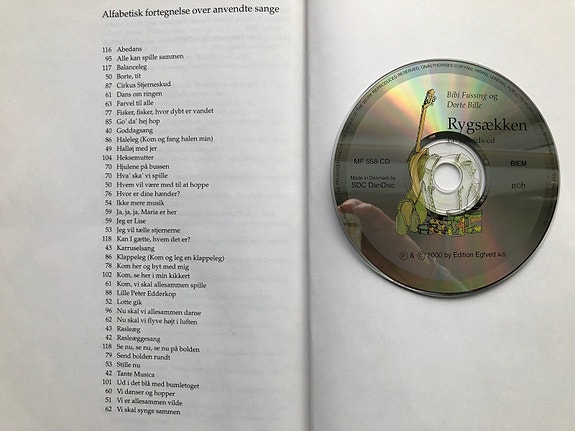 Alfabetisk fortegnelse over anvendte sange
116 Abedans
95 Alle kan spille sammen
117 Balanceleg
50 Borte, tit
87 Cirkus Stjerneskud
61 Dans om ringen
63 Farvel til alle
77 Fisker, fisker, hvor dybt er vandet
85 Go' da' hej hop
40 Goddagsang
86 Haleleg (Kom og fang halen min)
49 Halløj med jer
104 Heksemutter
70 Hjulene på bussen
70 Hva' ska' vi spille
50 Hvem vil være med til at hoppe
76 Hvor er dine hænder?
54 Ikke mere musik
59 Ja, ja, ja, Maria er her
59 Jeg er Lise
53 Jeg vil tælle stjernerne
118 Kan I gætte, hvem det er?
43 Karruselsang
86 Klappeleg (Kom og leg en klappeleg)
78 Kom her og byt med mig
102 Kom, se her i min kikkert
61 Kom, vi skal allesammen spille
88 Lille Peter Edderkop
52 Lotte gik
96 Nu skal vi allesammen danse
62 Nu skal vi flyve højt i luften
43 Rasleæg
42 Rasleæggesang
118 Se nu, se nu, se nu på bolden
79 Send bolden rundt
53 Stille nu
42 Tante Musica
101 Ud i det blå med bumletoget
60 Vi danser og hopper
51 Vi er allesammen vilde
62 Vi skal synge sammen
Bibi Fussing og
Dorte Bille
Rygsækken
MF 558-CD
BIEM
Made in Denmark by
SDC DanDisc
n©b
Ⓟ & © 2000 by Edition Egtved A/S.